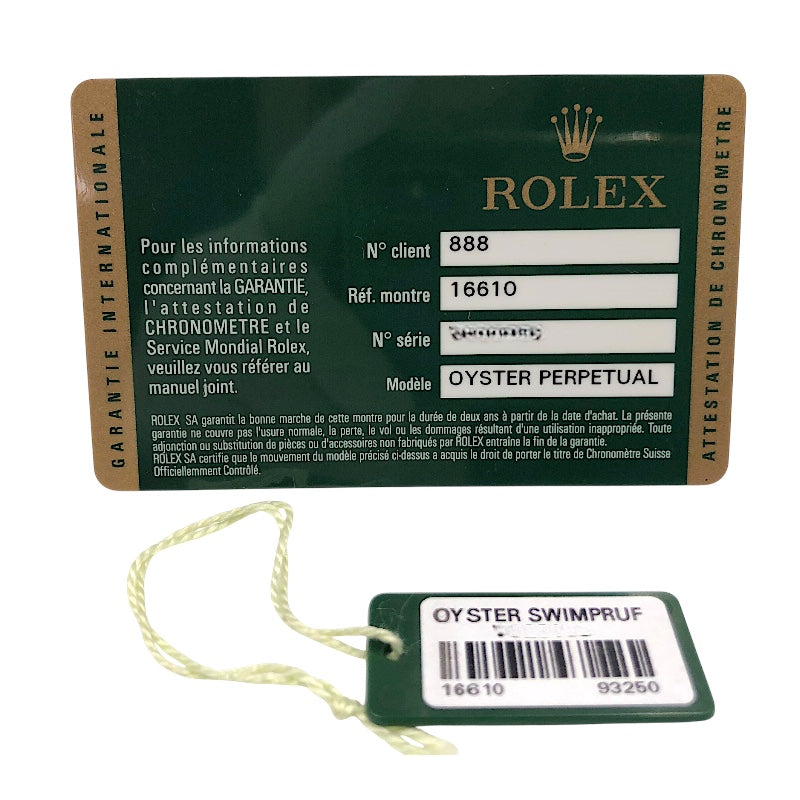 GARANTIE INTERNATIONALE
ROLEX
Pour les informations
complémentaires
concernant la GARANTIE,
l'attestation de
CHRONOMETRE et le
Service Mondial Rolex,
veuillez vous référer au
manuel joint.
N° client 888
Réf. montre 16610
N° série
Modèle OYSTER PERPETUAL
ROLEX SA garantit la bonne marche de cette montre pour la durée de deux ans à partir de la date d'achat. La présente
garantie ne couvre pas l'usure normale, la perte, le vol ou les dommages résultant d'une utilisation inappropriée. Toute
adjonction ou substitution de pièces ou d'accessoires non fabriqués par ROLEX entraîne la fin de la garantie.
ROLEX SA certifie que le mouvement du modèle précisé ci-dessus a acquis le droit de porter le titre de Chronomètre Suisse
Officiellement Contrôlé.
ATTESTATION DE CHRONOMETRE
OYSTER SWIMPRUF
16610 93250